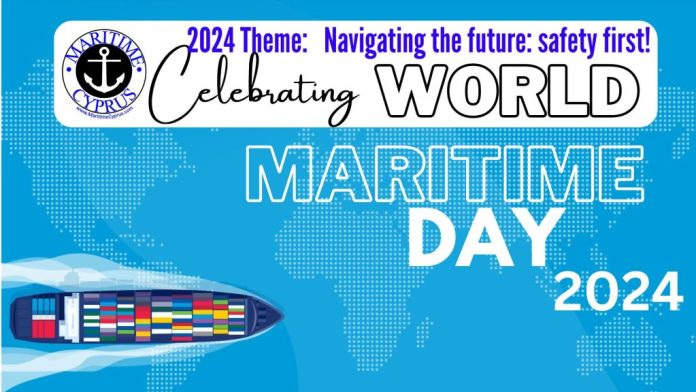 2024 Theme: Navigating the future: safety first!
MARITIME
CYPRUS
www.MaritimeCyprus.com
Celebrating WORLD
MARITIME
DAY
2024